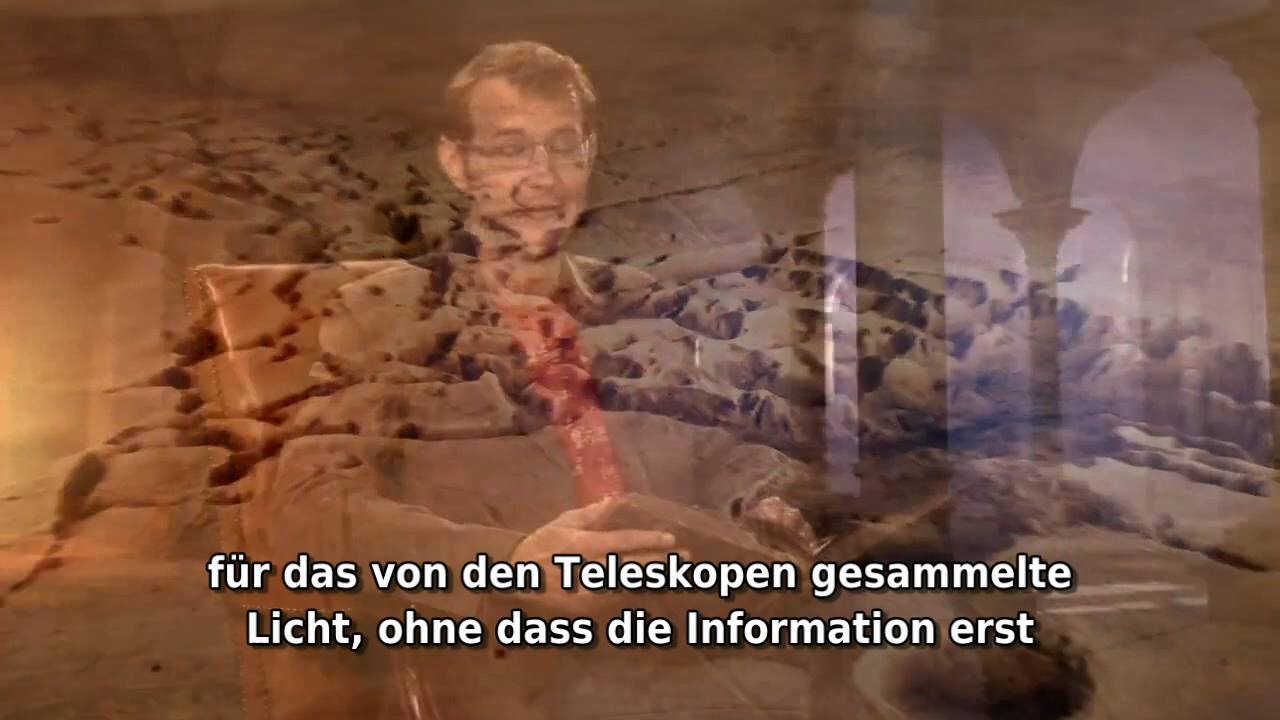 für das von den Teleskopen gesammelte
Licht, ohne dass die Information erst